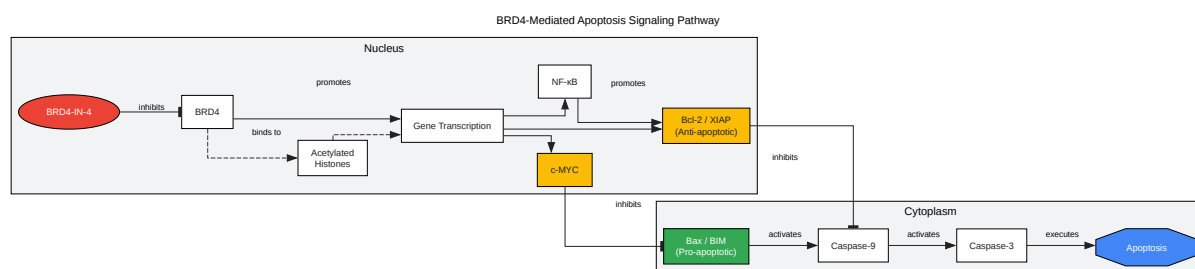 BRD4-Mediated Apoptosis Signaling Pathway
Nucleus
promotes
NF-κB
promotes
BRD4-IN-4
inhibits
BRD4
binds to
Gene Transcription
Bcl-2 / XIAP
(Anti-apoptotic)
Acetylated
Histones
c-MYC
inhibits
inhibits
Cytoplasm
Bax / BIM
(Pro-apoptotic)
activates
Caspase-9
activates
Caspase-3
executes
Apoptosis